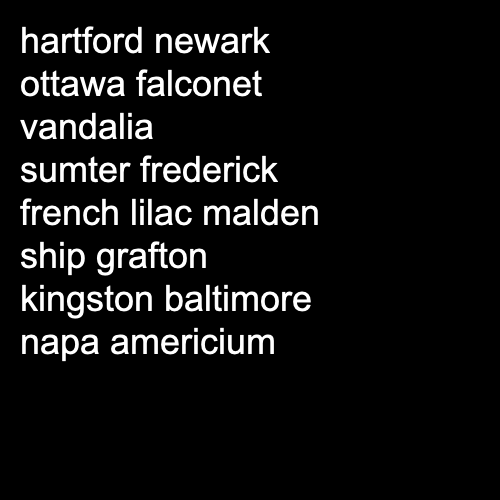 hartford newark
ottawa falconet
vandalia
sumter frederick
french lilac malden
ship grafton
kingston baltimore
napa americium